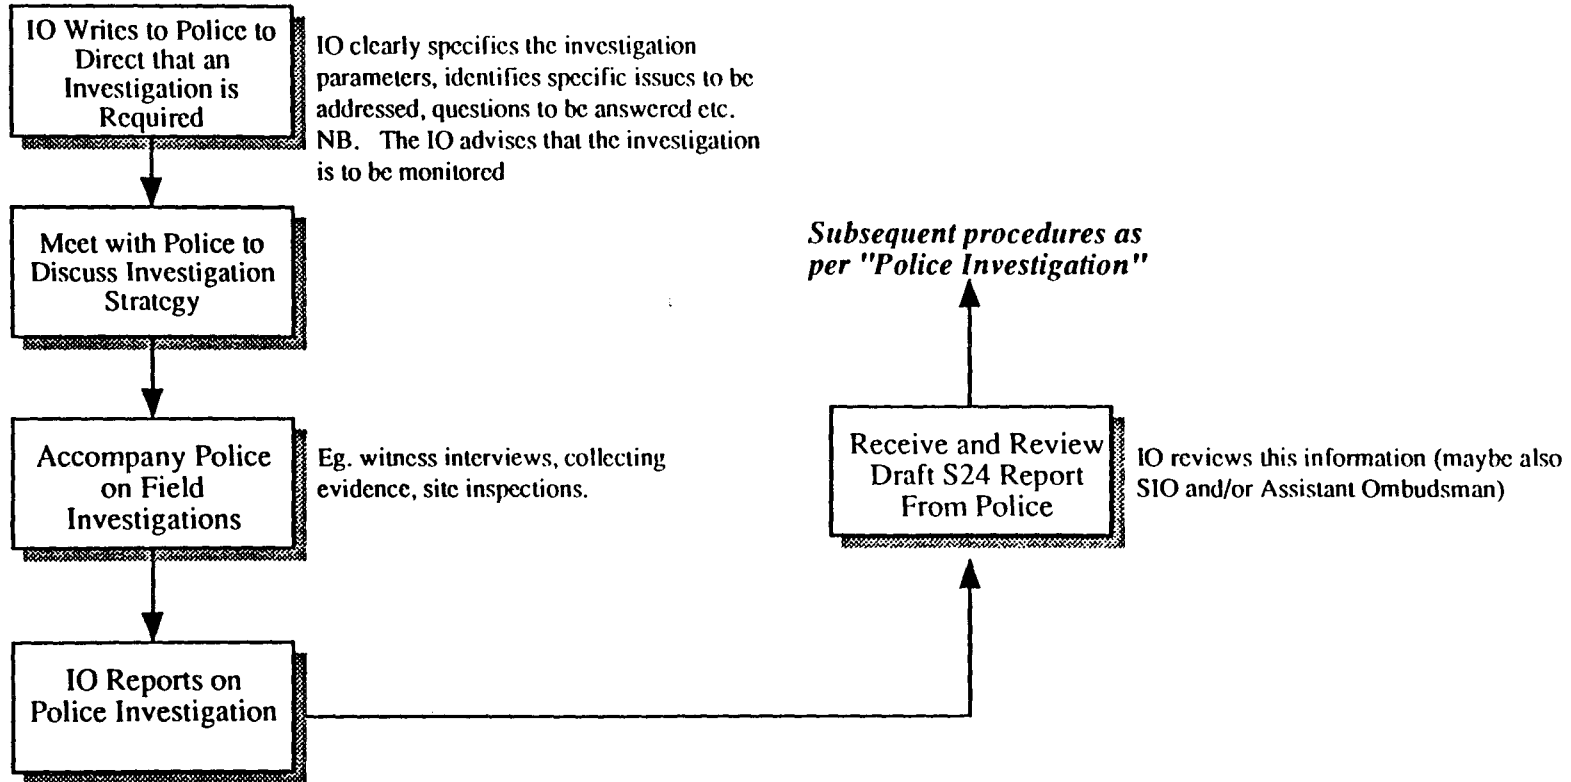 IO Writes to Police to
Direct that an
Investigation is
Required
IO clearly specifies the investigation
parameters, identifies specific issues to be
addressed, questions to be answered etc.
NB. The IO advises that the investigation
is to be monitored
Meet with Police to
Discuss Investigation
Strategy
Accompany Police
on Field
Investigations
Eg. witness interviews, collecting
evidence, site inspections.
IO Reports on
Police Investigation
Receive and Review
Draft S24 Report
From Police
IO reviews this information (maybe also
SIO and/or Assistant Ombudsman)
Subsequent procedures as
per "Police Investigation"